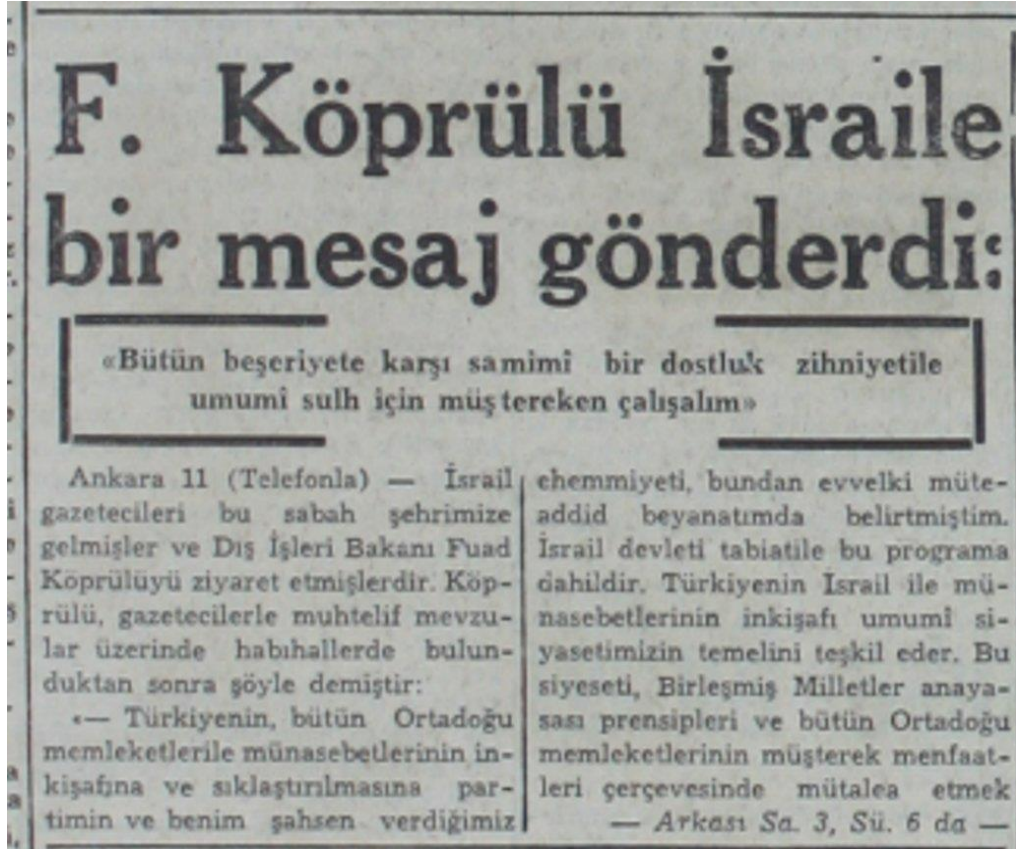 F. Köprülü İsraile
bir mesaj gönderdi:
«Bütün beşeriyete karşı samimî bir dostluk zihniyetile
umumî sulh için müştereken çalışalım»
Ankara 11 (Telefonla) — İsrail
gazetecileri bu sabah şehrimize
gelmişler ve Dış İşleri Bakanı Fuad
Köprülüyü ziyaret etmişlerdir. Köp-
rülü, gazetecilerle muhtelif mevzu-
lar üzerinde habıhallerde bulun-
duktan sonra şöyle demiştir:
«— Türkiyenin, bütün Ortadoğu
memleketlerile münasebetlerinin in-
kişafına ve sıklaştırılmasına par-
timin ve benim şahsen verdiğimiz
ehemmiyeti, bundan evvelki müte-
addid beyanatımda belirtmiştim.
İsrail devleti tabiatile bu programa
dahildir. Türkiyenin İsrail ile mü-
nasebetlerinin inkişafı umumî si-
yasetimizin temelini teşkil eder. Bu
siyeseti, Birleşmiş Milletler anaya-
sası prensipleri ve bütün Ortadoğu
memleketlerinin müşterek menfaat-
leri çerçevesinde mütalea etmek
— Arkası Sa. 3, Sü. 6 da —